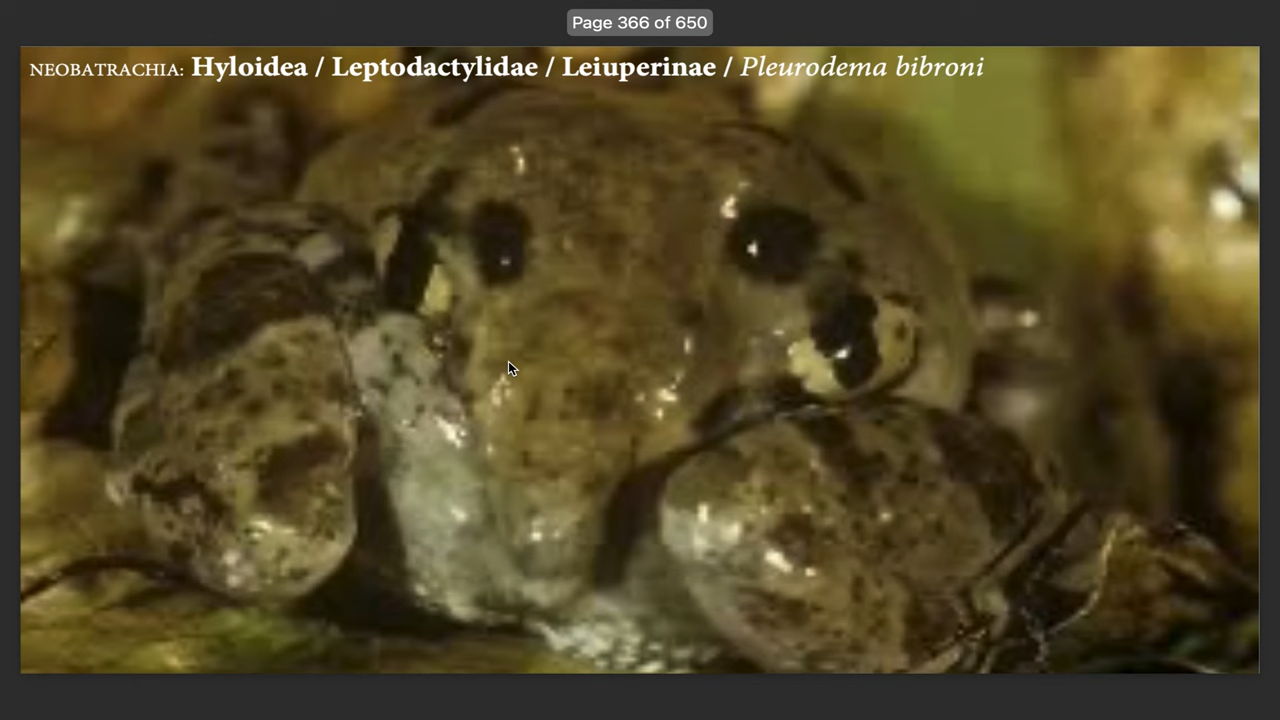 Page 366 of 650
NEOBATRACHIA: Hyloidea / Leptodactylidae / Leiuperinae / Pleurodema bibroni